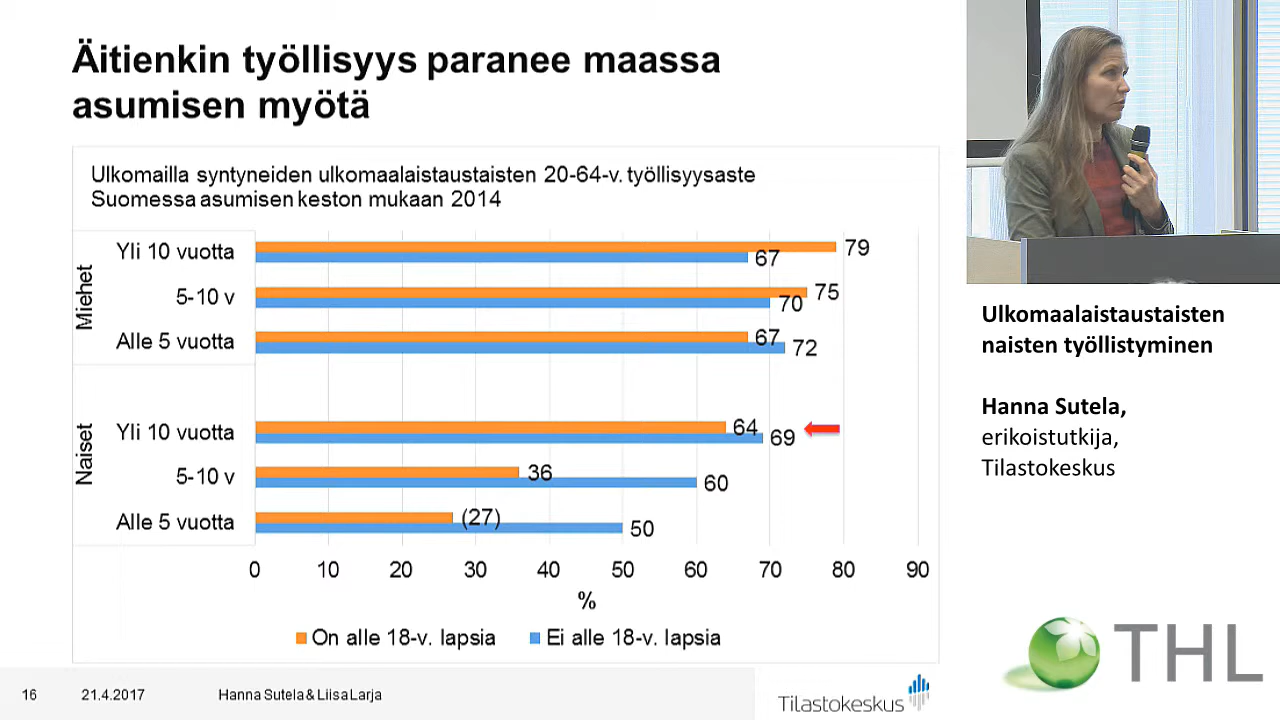 Äitienkin työllisyys paranee maassa
asumisen myötä
Ulkomailla syntyneiden ulkomaalaistaustaisten 20-64-v. työllisyysaste
Suomessa asumisen keston mukaan 2014
Miehet
Yli 10 vuotta
79
67
5-10 v
75
70
Alle 5 vuotta
67
72
Naiset
Yli 10 vuotta
64
69
5-10 v
36
60
Alle 5 vuotta
(27)
50
0 10 20 30 40 50 60 70 80 90
%
On alle 18-v. lapsia Ei alle 18-v. lapsia
16 21.4.2017 Hanna Sutela & Liisa Larja
Tilastokeskus
Ulkomaalaistaustaisten
naisten työllistyminen
Hanna Sutela,
erikoistutkija,
Tilastokeskus
THL